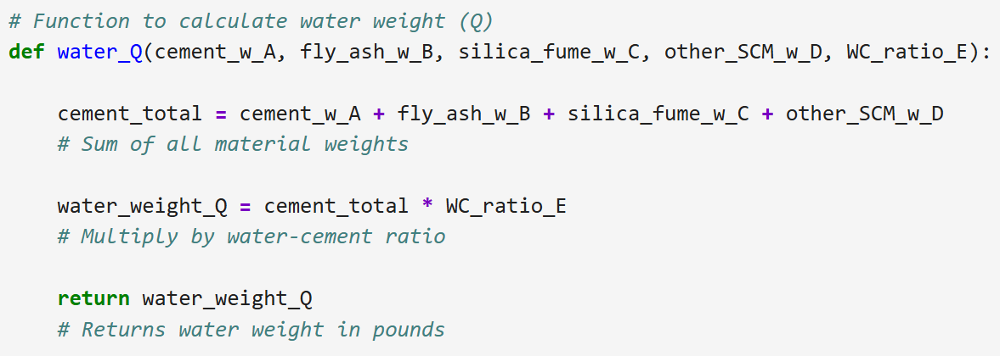 # Function to calculate water weight (Q)
def water_Q(cement_w_A, fly_ash_w_B, silica_fume_w_C, other_SCM_w_D, WC_ratio_E):
cement_total = cement_w_A + fly_ash_w_B + silica_fume_w_C + other_SCM_w_D
# Sum of all material weights
water_weight_Q = cement_total * WC_ratio_E
# Multiply by water-cement ratio
return water_weight_Q
# Returns water weight in pounds